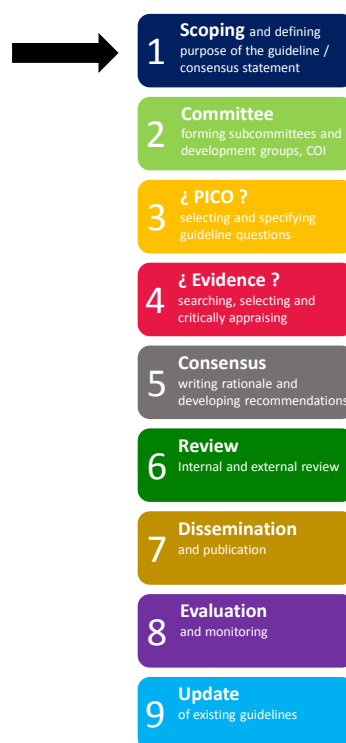 1
Scoping and defining
purpose of the guideline /
consensus statement
2
Committee
forming subcommittees and
development groups, COI
3
¿ PICO ?
selecting and specifying
guideline questions
4
¿ Evidence ?
searching, selecting and
critically appraising
5
Consensus
writing rationale and
developing recommendations
6
Review
Internal and external review
7
Dissemination
and publication
8
Evaluation
and monitoring
9
Update
of existing guidelines